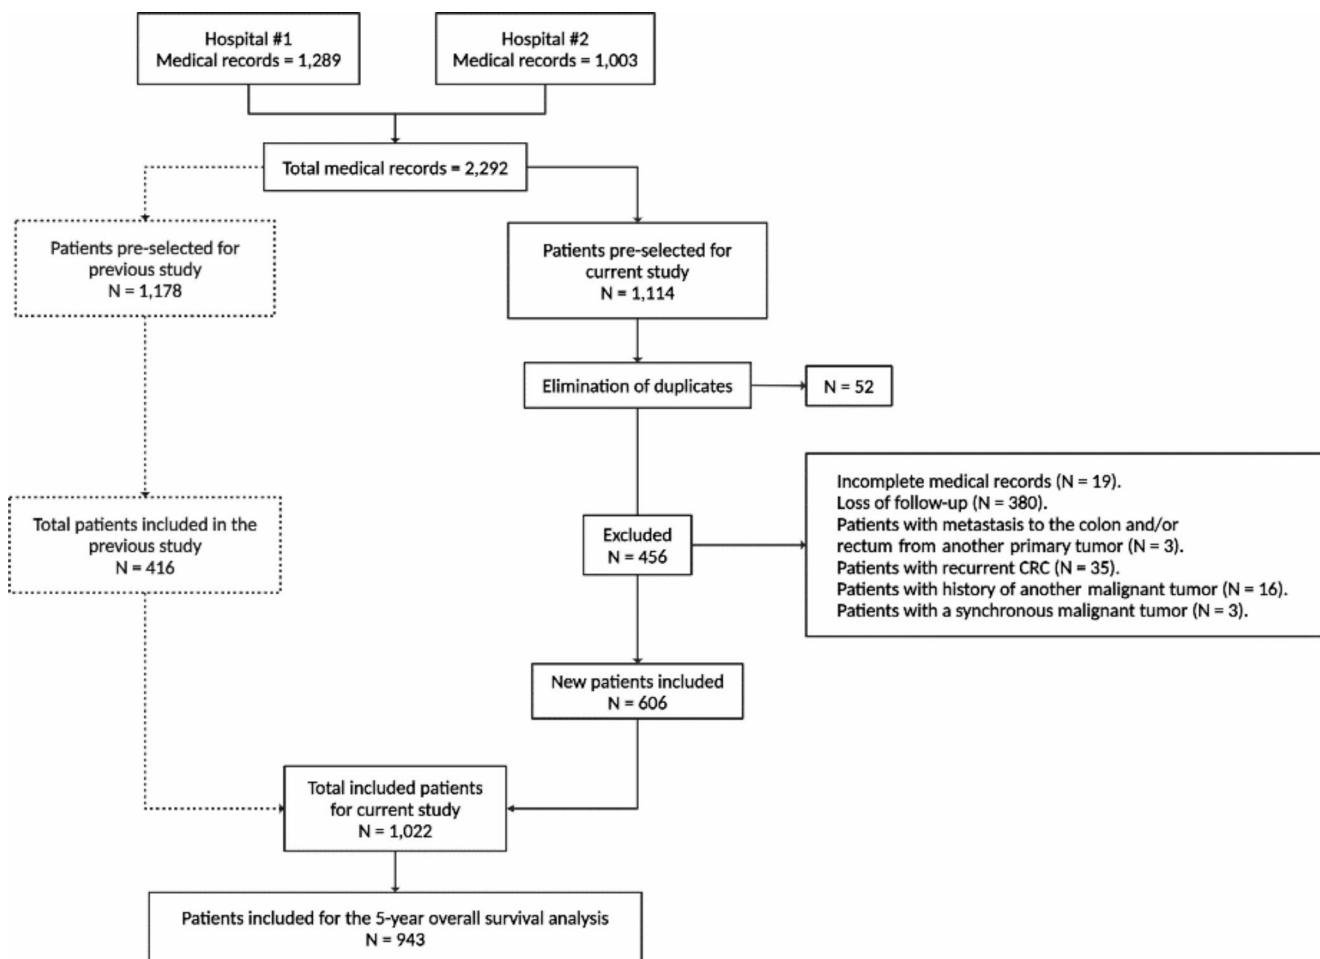 Hospital #1
Medical records = 1,289
Hospital #2
Medical records = 1,003
Total medical records = 2,292
Patients pre-selected for
previous study
N = 1,178
Patients pre-selected for
current study
N = 1,114
Elimination of duplicates
N = 52
Incomplete medical records (N = 19).
Loss of follow-up (N = 380).
Patients with metastasis to the colon and/or
rectum from another primary tumor (N = 3).
Patients with recurrent CRC (N = 35).
Patients with history of another malignant tumor (N = 16).
Patients with a synchronous malignant tumor (N = 3).
Total patients included in the
previous study
N = 416
Excluded
N = 456
New patients included
N = 606
Total included patients
for current study
N = 1,022
Patients included for the 5-year overall survival analysis
N = 943